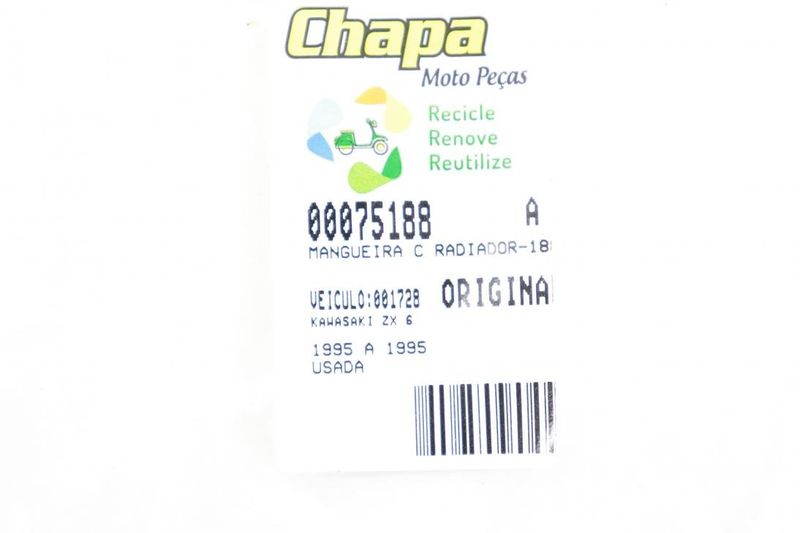 Chapa
Moto Peças
Recicle
Renove
Reutilize
00075188 A
MANGUEIRA C RADIADOR-18
VEICULO:001728 ORIGINA
KAWASAKI ZX 6
1995 A 1995
USADA